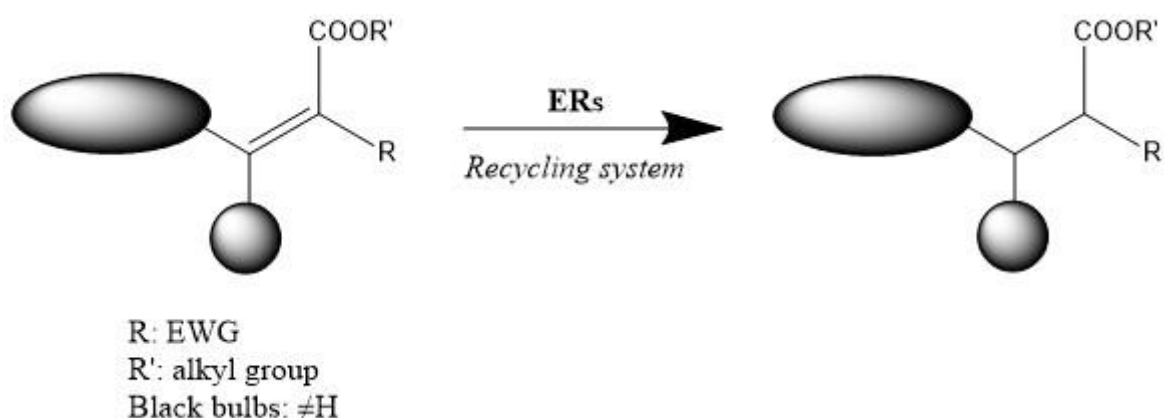 COOR'
R
ERs
Recycling system
COOR'
R
R: EWG
R': alkyl group
Black bulbs: ≠H